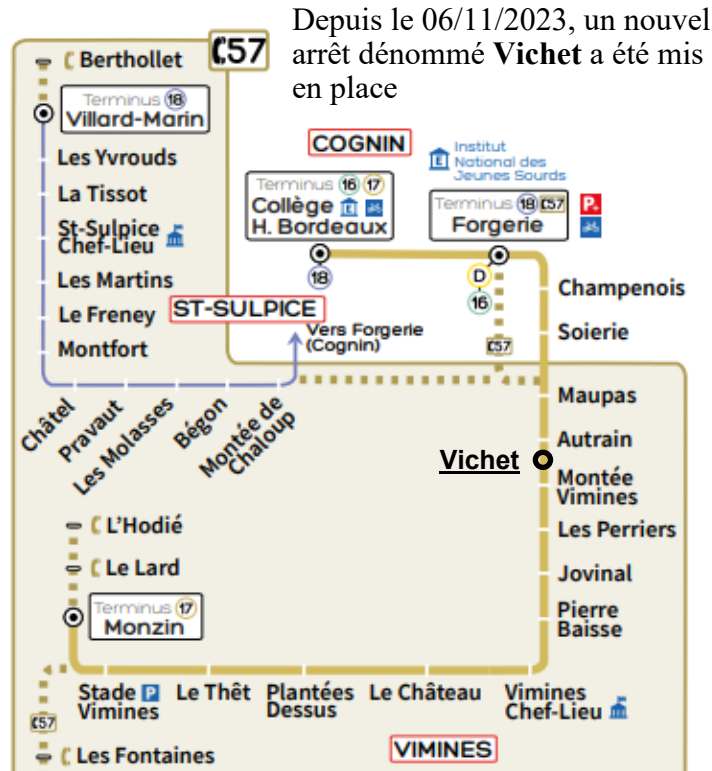 Depuis le 06/11/2023, un nouvel
arrêt dénommé Vichet a été mis
en place
C57
Berthollet
Terminus 18
Villard-Marin
Les Yvrouds
La Tissot
St-Sulpice
Chef-Lieu
Les Martins
Le Freney
Montfort
ST-SULPICE
Châtel
Pravaut
Les Molasses
Bégon
Montée de
Chaloup
Vers Forgerie
(Cognin)
COGNIN
Institut
National des
Jeunes Sourds
Terminus 16 17
Collège
H. Bordeaux
18
Terminus 18 C57
Forgerie
P+
D
16
C57
Champenois
Soierie
Maupas
Autrain
Vichet
Montée
Vimines
Les Perriers
Jovinal
Pierre
Baisse
L'Hodié
Le Lard
Terminus 17
Monzin
Stade P
Vimines
Le Thêt
Plantées
Dessus
Le Château
Vimines
Chef-Lieu
C57
Les Fontaines
VIMINES